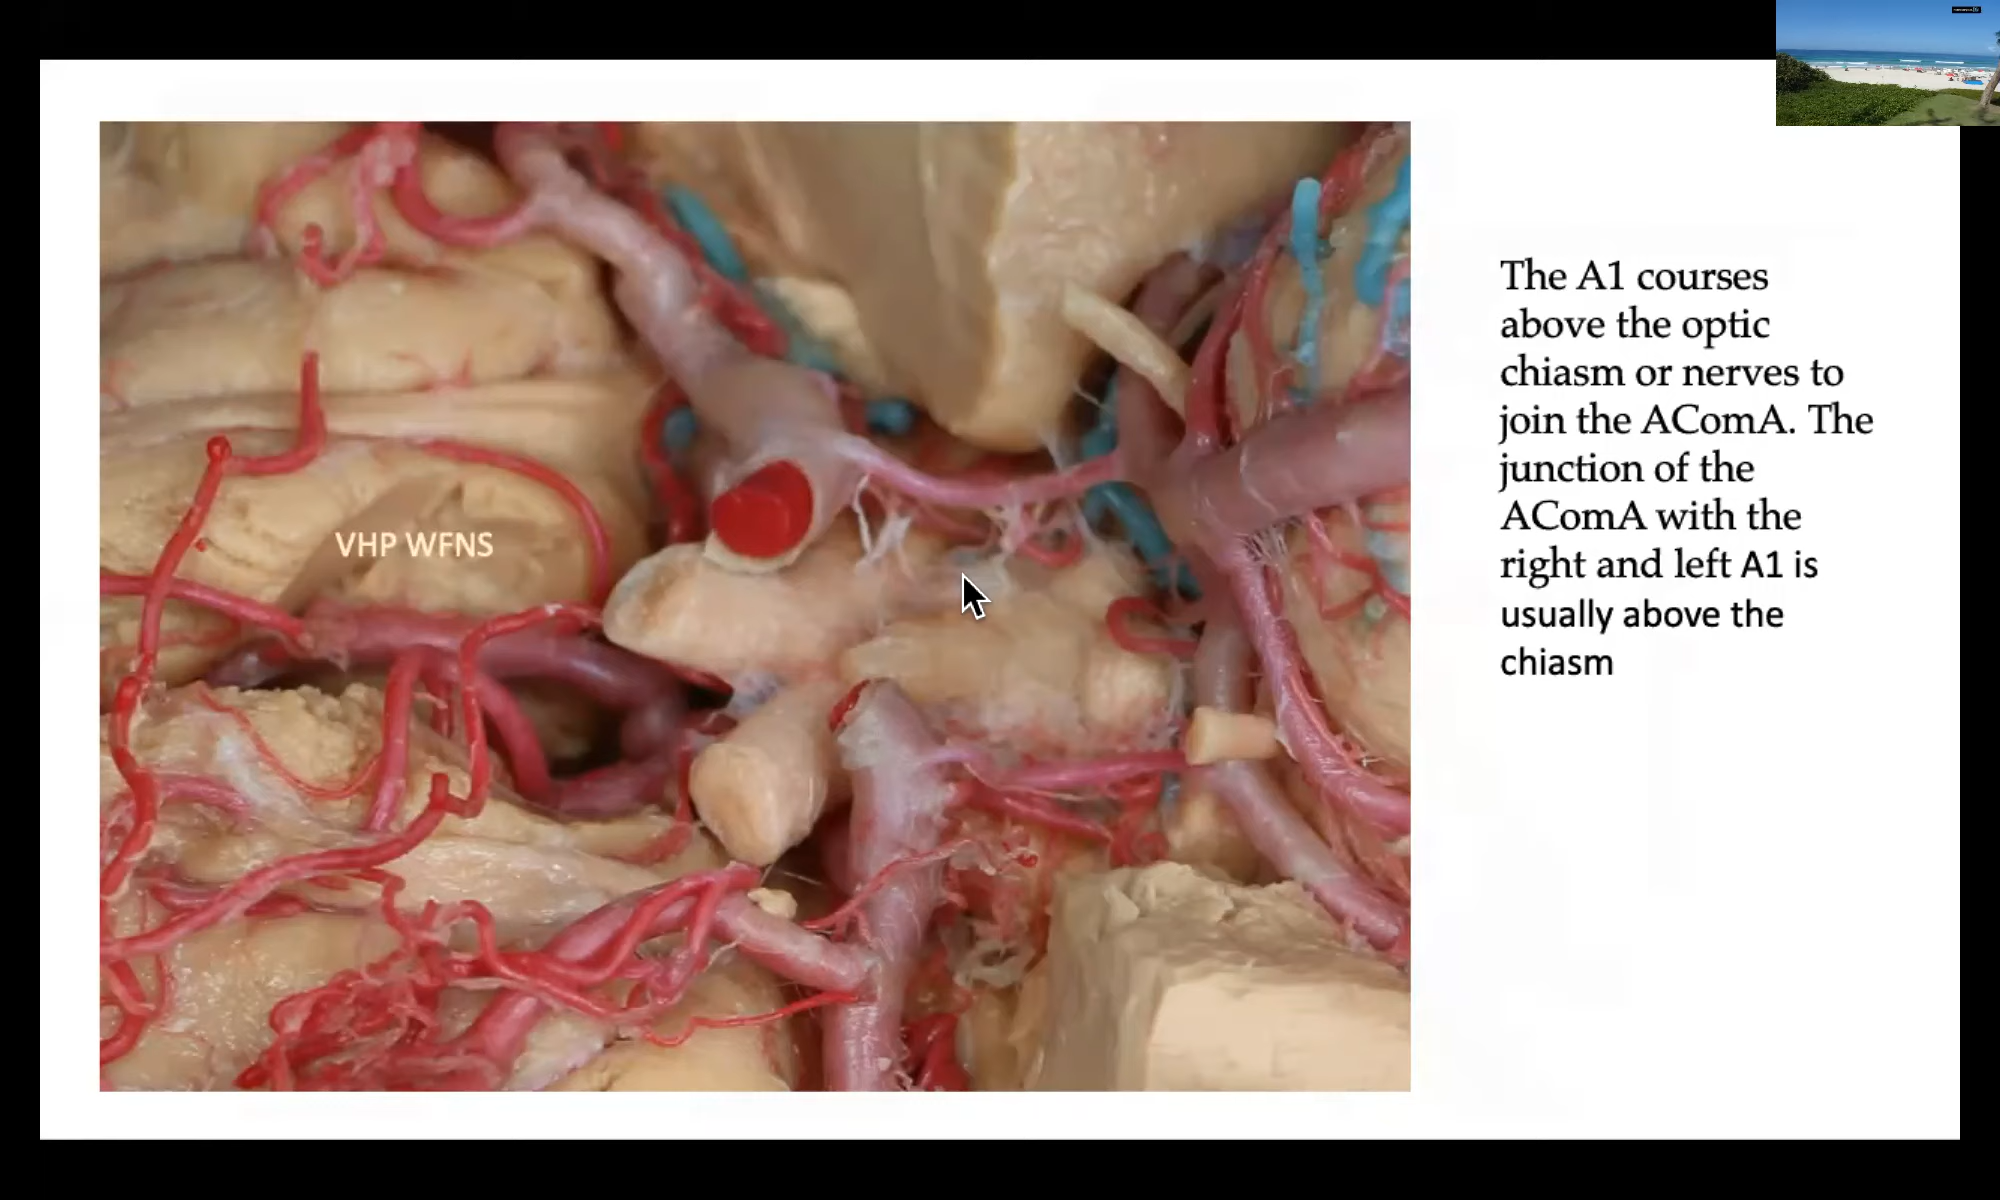 VHP WFNS
The A1 courses
above the optic
chiasm or nerves to
join the AComA. The
junction of the
AComA with the
right and left A1 is
usually above the
chiasm